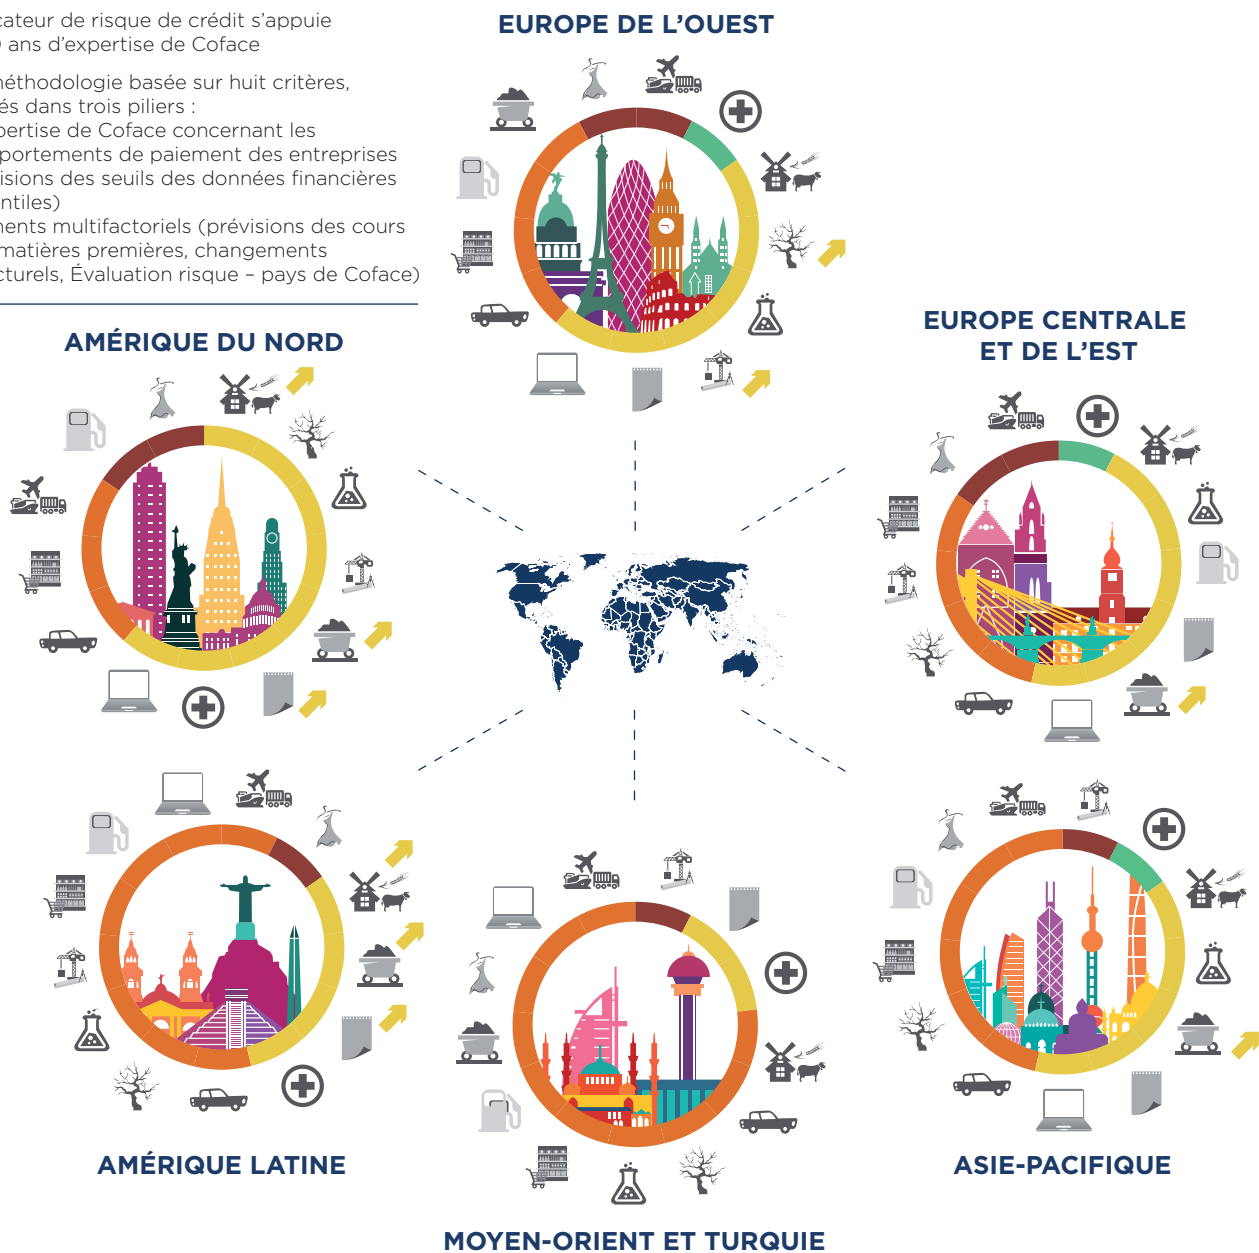 cateur de risque de crédit s’appuie
ans d’expertise de Coface
néthodologie basée sur huit critères,
és dans trois piliers :
pertise de Coface concernant les
portements de paiement des entreprises
isions des seuils des données financières
ntiles)
nents multifactoriels (prévisions des cours
matières premières, changements
cturels, Évaluation risque – pays de Coface)
EUROPE DE L’OUEST
AMÉRIQUE DU NORD
EUROPE CENTRALE
ET DE L’EST
AMÉRIQUE LATINE
ASIE-PACIFIQUE
MOYEN-ORIENT ET TURQUIE